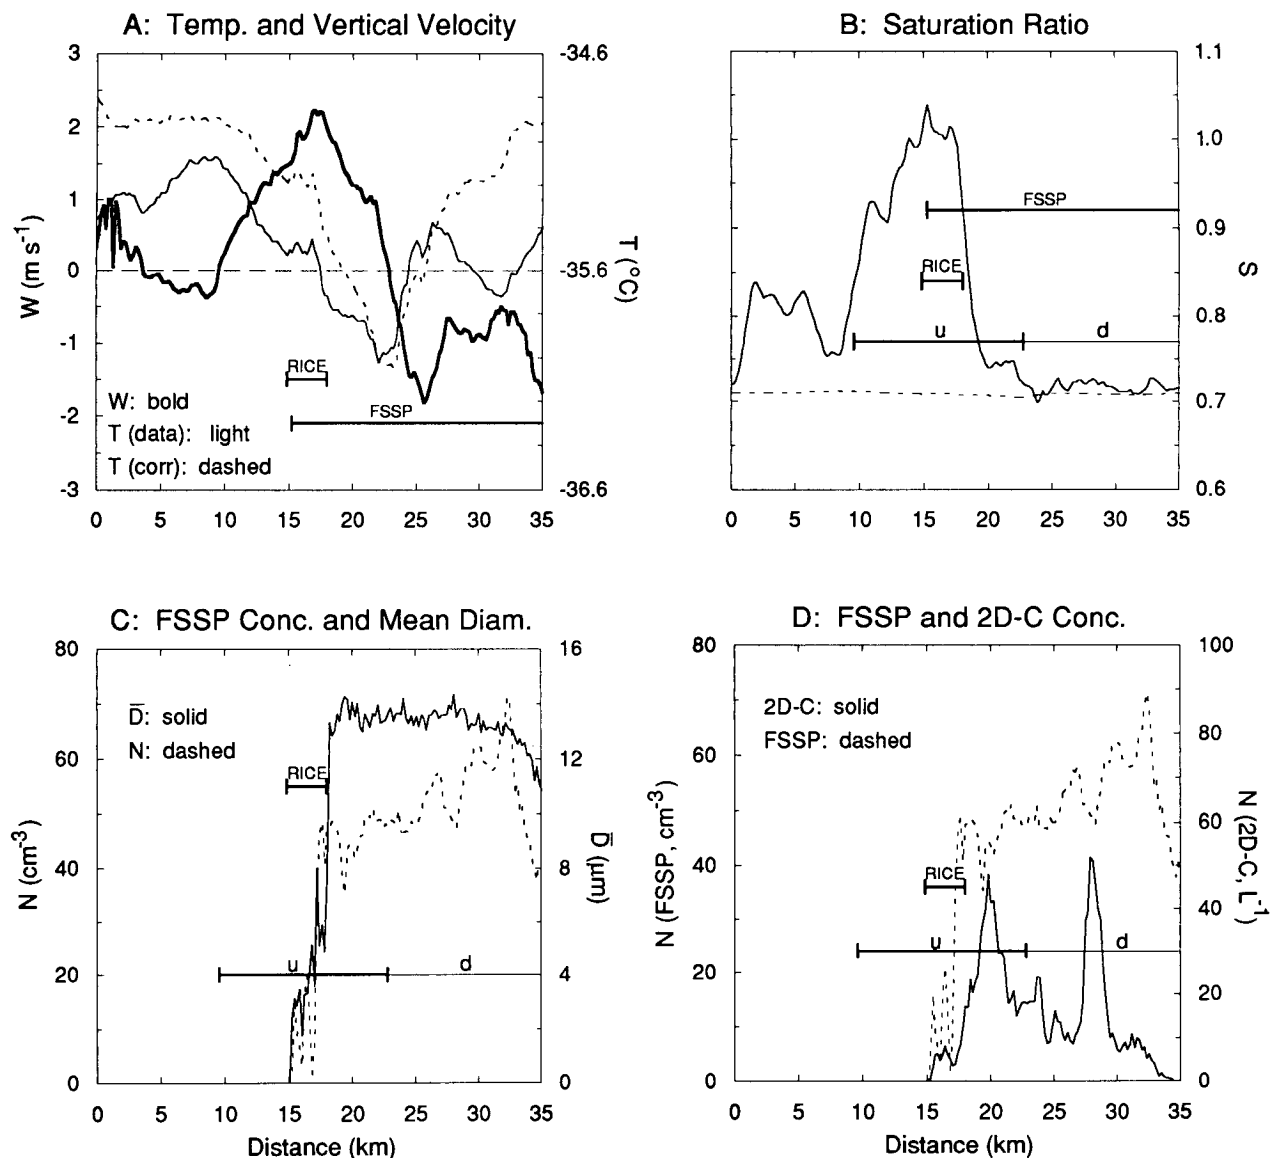 A: Temp. and Vertical Velocity
3
2
1
0
-1
-2
-3
W (m s⁻¹)
-34.6
-35.6
-36.6
T (°C)
RICE
FSSP
W: bold
T (data): light
T (corr): dashed
0 5 10 15 20 25 30 35
B: Saturation Ratio
1.1
1.0
0.9
0.8
0.7
0.6
S
FSSP
RICE
u d
0 5 10 15 20 25 30 35
C: FSSP Conc. and Mean Diam.
80
60
40
20
0
N (cm⁻³)
16
12
8
4
0
D̅ (μm)
D̅: solid
N: dashed
RICE
u d
0 5 10 15 20 25 30 35
Distance (km)
D: FSSP and 2D-C Conc.
80
60
40
20
0
N (FSSP, cm⁻³)
100
80
60
40
20
0
N (2D-C, L⁻¹)
2D-C: solid
FSSP: dashed
RICE
u d
0 5 10 15 20 25 30 35
Distance (km)